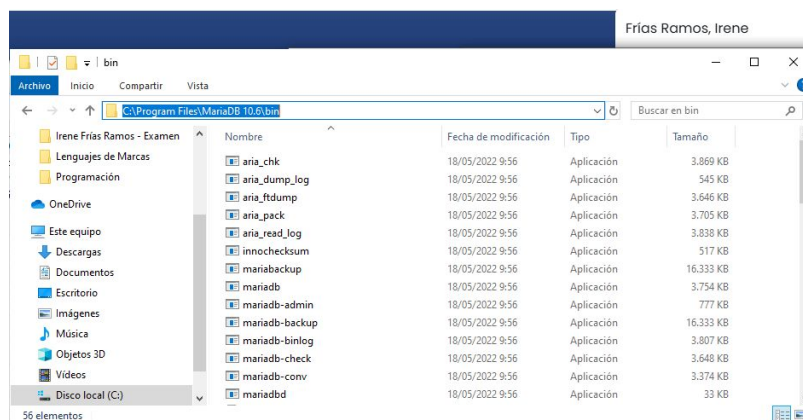 Frías Ramos, Irene
bin
Archivo Inicio Compartir Vista
C:\Program Files\MariaDB 10.6\bin Buscar en bin
Irene Frías Ramos - Examen
Lenguajes de Marcas
Programación
OneDrive
Este equipo
Descargas
Documentos
Escritorio
Imágenes
Música
Objetos 3D
Vídeos
Disco local (C:)
Nombre Fecha de modificación Tipo Tamaño
aria_chk 18/05/2022 9:56 Aplicación 3.869 KB
aria_dump_log 18/05/2022 9:56 Aplicación 545 KB
aria_ftdump 18/05/2022 9:56 Aplicación 3.646 KB
aria_pack 18/05/2022 9:56 Aplicación 3.705 KB
aria_read_log 18/05/2022 9:56 Aplicación 3.838 KB
innochecksum 18/05/2022 9:56 Aplicación 517 KB
mariabackup 18/05/2022 9:56 Aplicación 16.333 KB
mariadb 18/05/2022 9:56 Aplicación 3.754 KB
mariadb-admin 18/05/2022 9:56 Aplicación 777 KB
mariadb-backup 18/05/2022 9:56 Aplicación 16.333 KB
mariadb-binlog 18/05/2022 9:56 Aplicación 3.807 KB
mariadb-check 18/05/2022 9:56 Aplicación 3.648 KB
mariadb-conv 18/05/2022 9:56 Aplicación 3.374 KB
mariadbd 18/05/2022 9:56 Aplicación 33 KB
56 elementos